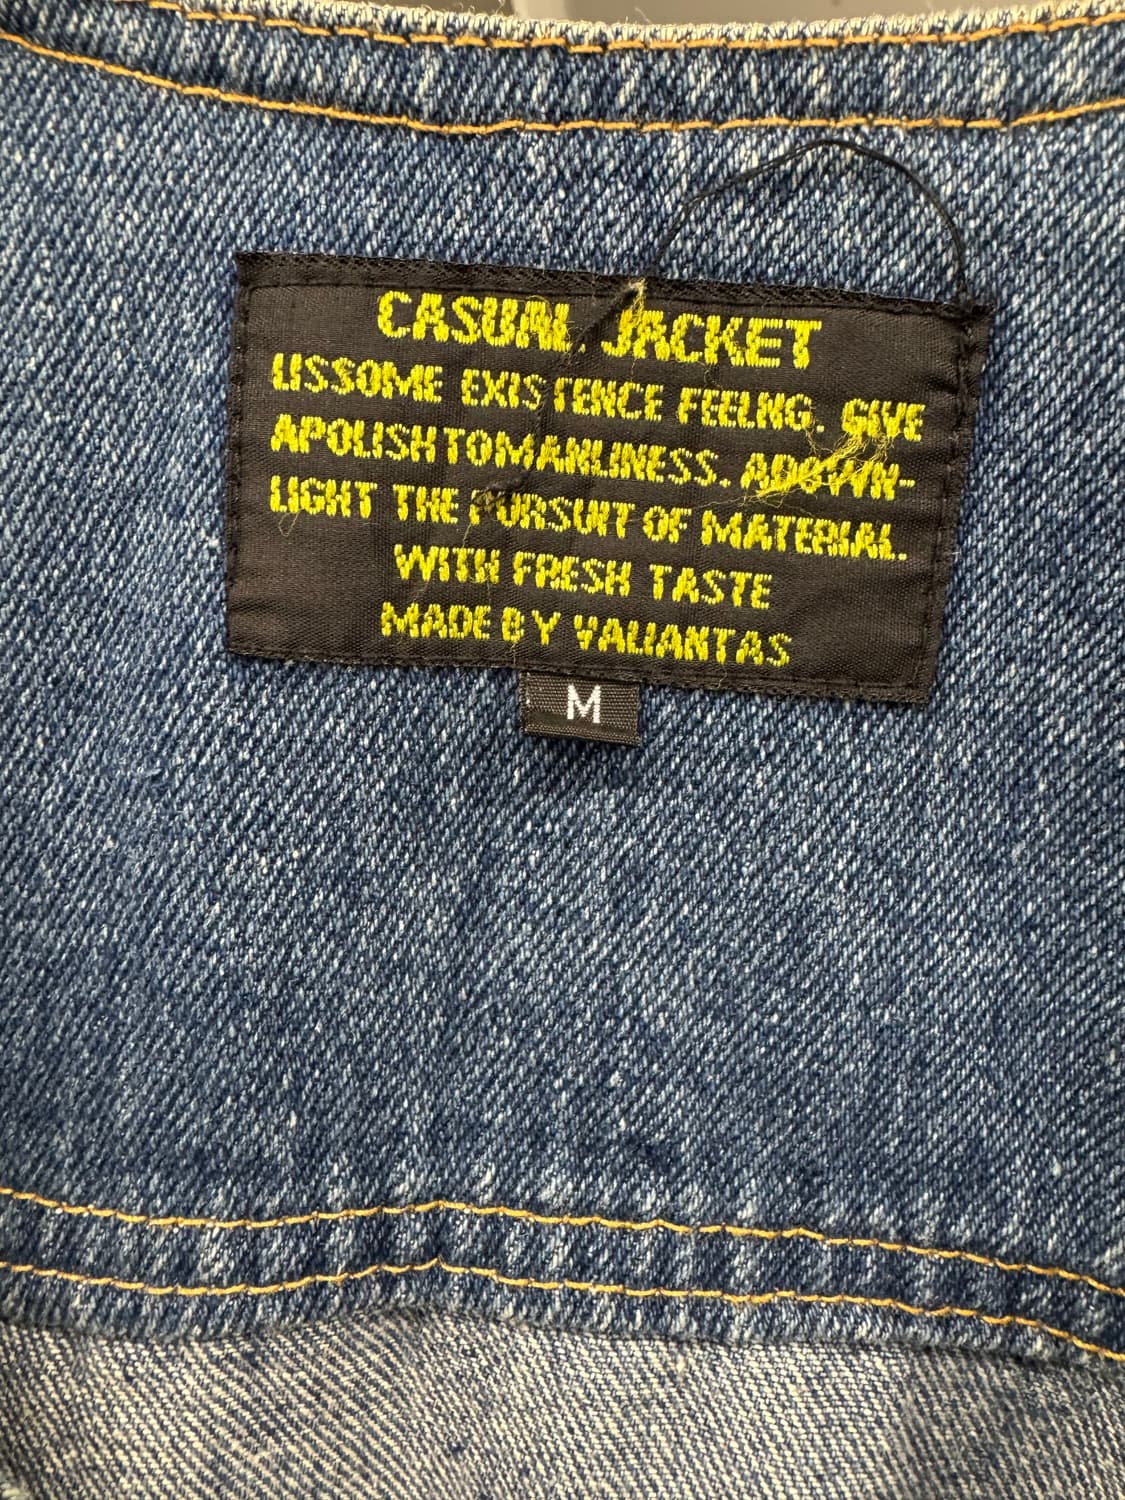 CASUAL JACKET
LISSOME EXISTENCE FEELNG. GIVE
APOLISHTOMANLINESS. ADOWN-
LIGHT THE PURSUIT OF MATERIAL.
WITH FRESH TASTE
MADE BY VALIANTAS
M